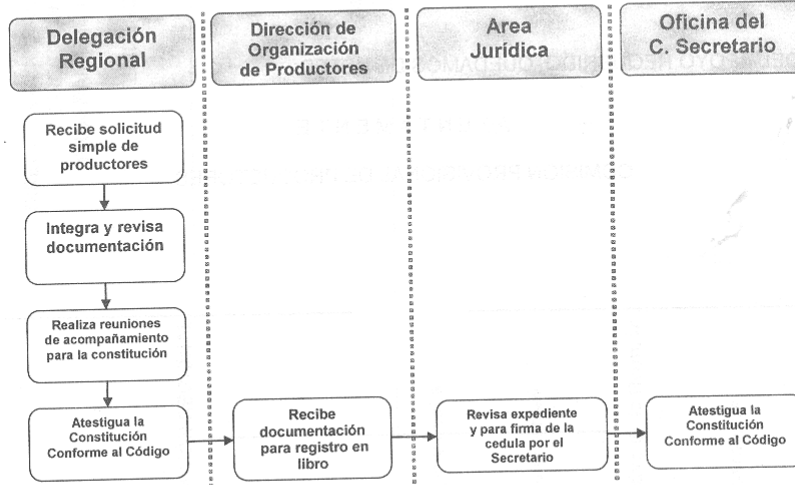 Delegación
Regional
Dirección de
Organización
de Productores
Area
Jurídica
Oficina del
C. Secretario
Recibe solicitud
simple de
productores
Integra y revisa
documentación
Realiza reuniones
de acompañamiento
para la constitución
Atestigua la
Constitución
Conforme al Código
Recibe
documentación
para registro en
libro
Revisa expediente
y para firma de la
cedula por el
Secretario
Atestigua la
Constitución
Conforme al Código